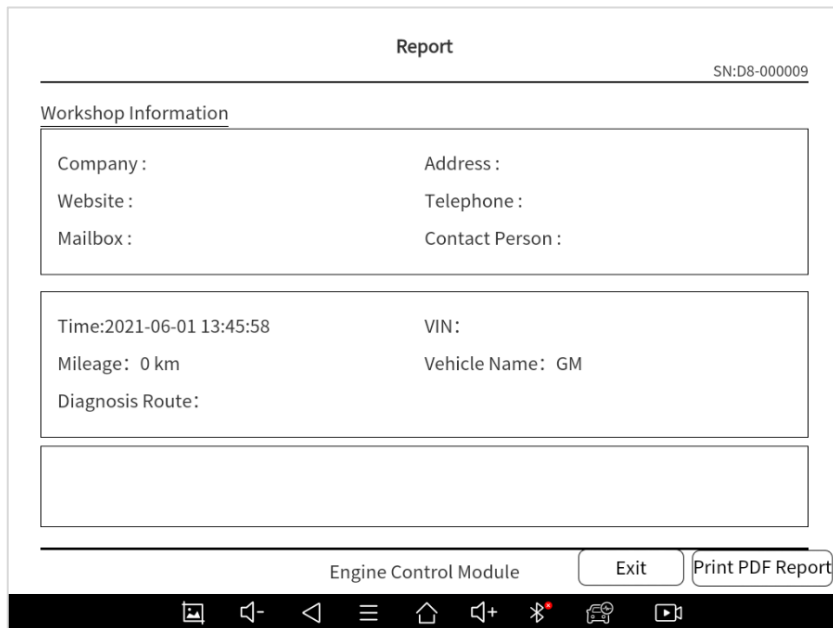 Report
SN:D8-000009
Workshop Information
Company :
Address :
Website :
Telephone :
Mailbox :
Contact Person :
Time:2021-06-01 13:45:58
VIN：
Mileage：0 km
Vehicle Name：GM
Diagnosis Route：
Engine Control Module
Exit
Print PDF Report